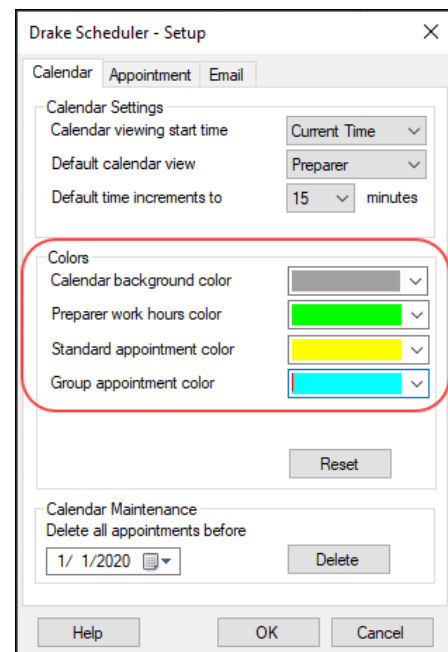 Drake Scheduler - Setup
Calendar Appointment Email
Calendar Settings
Calendar viewing start time Current Time
Default calendar view Preparer
Default time increments to 15 minutes
Colors
Calendar background color
Preparer work hours color
Standard appointment color
Group appointment color
Reset
Calendar Maintenance
Delete all appointments before
1/ 1/2020 Delete
Help OK Cancel